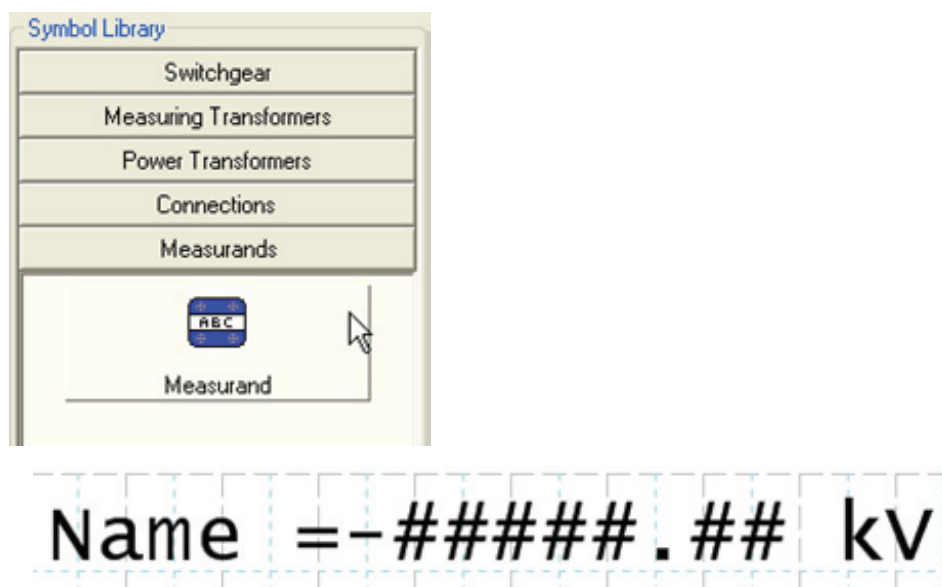 Symbol Library
Switchgear
Measuring Transformers
Power Transformers
Connections
Measurands
ABC
Measurand
Name =-#####.## kV